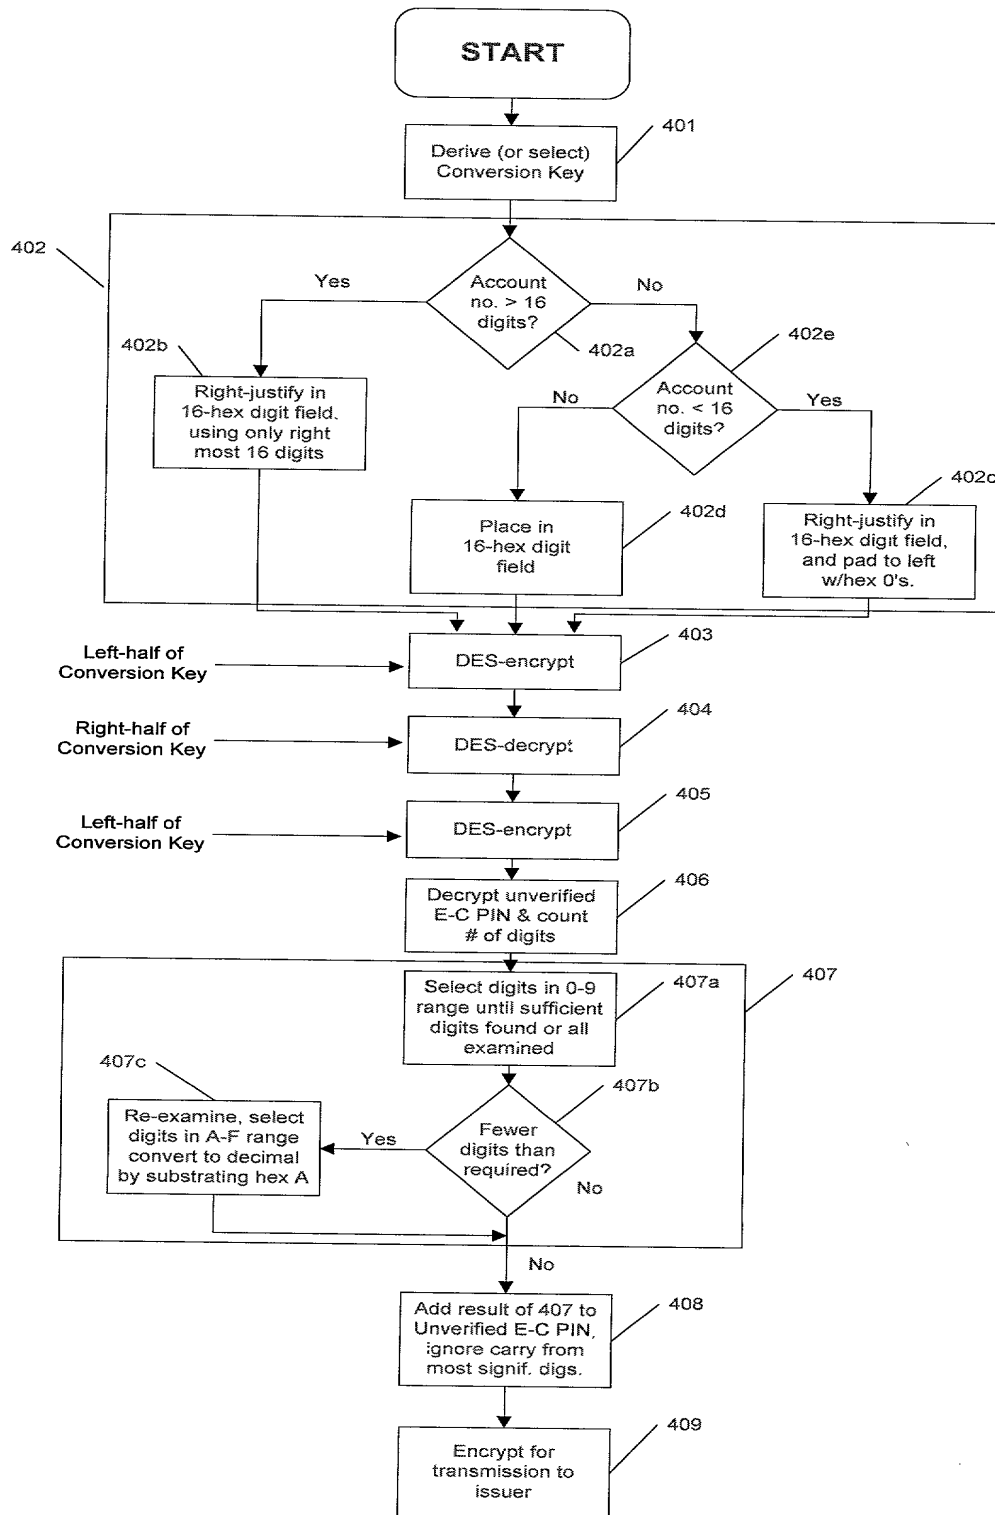 START
401
Derive (or select)
Conversion Key
402
Yes
Account
no. > 16
digits?
No
402a
402e
402b
Right-justify in
16-hex digit field,
using only right
most 16 digits
No
Account
no. < 16
digits?
Yes
402c
Place in
16-hex digit
field
402d
Right-justify in
16-hex digit field,
and pad to left
w/hex 0's.
403
Left-half of
Conversion Key
DES-encrypt
404
Right-half of
Conversion Key
DES-decrypt
405
Left-half of
Conversion Key
DES-encrypt
406
Decrypt unverified
E-C PIN & count
# of digits
407
407a
Select digits in 0-9
range until sufficient
digits found or all
examined
407c
407b
Re-examine, select
digits in A-F range
convert to decimal
by substrating hex A
Yes
Fewer
digits than
required?
No
No
408
Add result of 407 to
Unverified E-C PIN,
ignore carry from
most signif. digs.
409
Encrypt for
transmission to
issuer